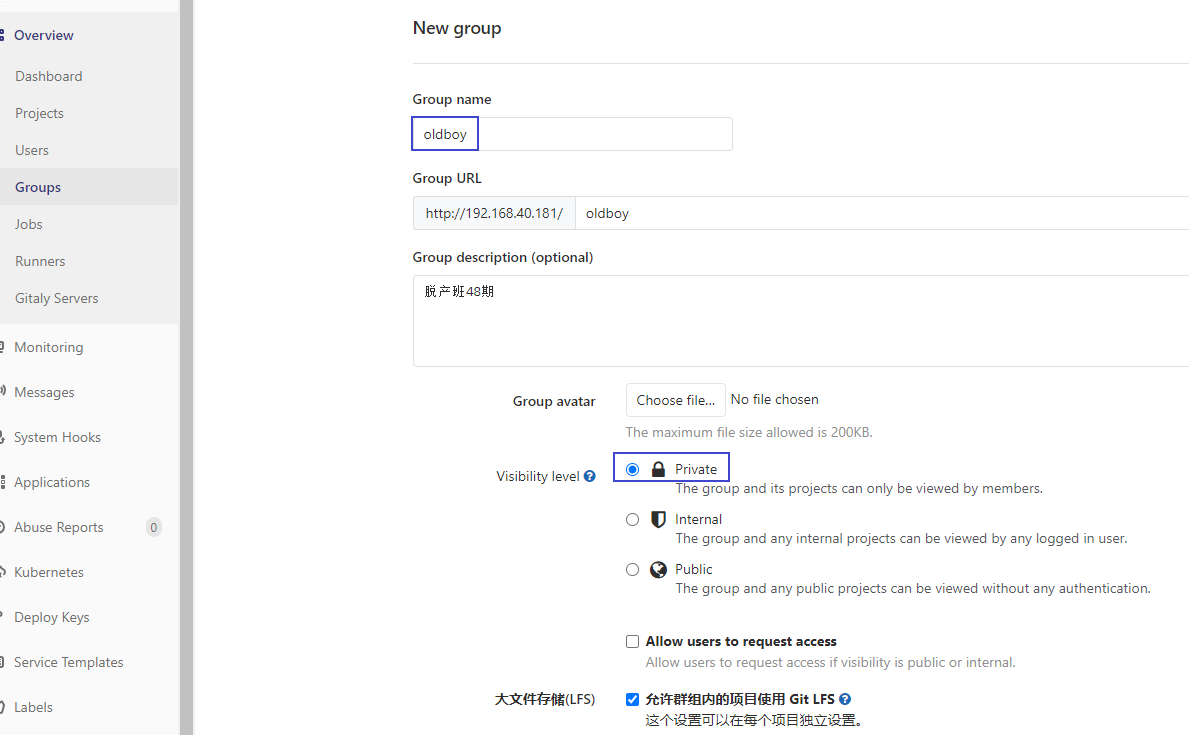 Overview
Dashboard
Projects
Users
Groups
Jobs
Runners
Gitaly Servers
Monitoring
Messages
System Hooks
Applications
Abuse Reports 0
Kubernetes
Deploy Keys
Service Templates
Labels
New group
Group name
oldboy
Group URL
http://192.168.40.181/ oldboy
Group description (optional)
脱产班48期
Group avatar Choose file... No file chosen
The maximum file size allowed is 200KB.
Visibility level Private
The group and its projects can only be viewed by members.
Internal
The group and any internal projects can be viewed by any logged in user.
Public
The group and any public projects can be viewed without any authentication.
Allow users to request access
Allow users to request access if visibility is public or internal.
大文件存储(LFS) 允许群组内的项目使用 Git LFS
这个设置可以在每个项目独立设置。